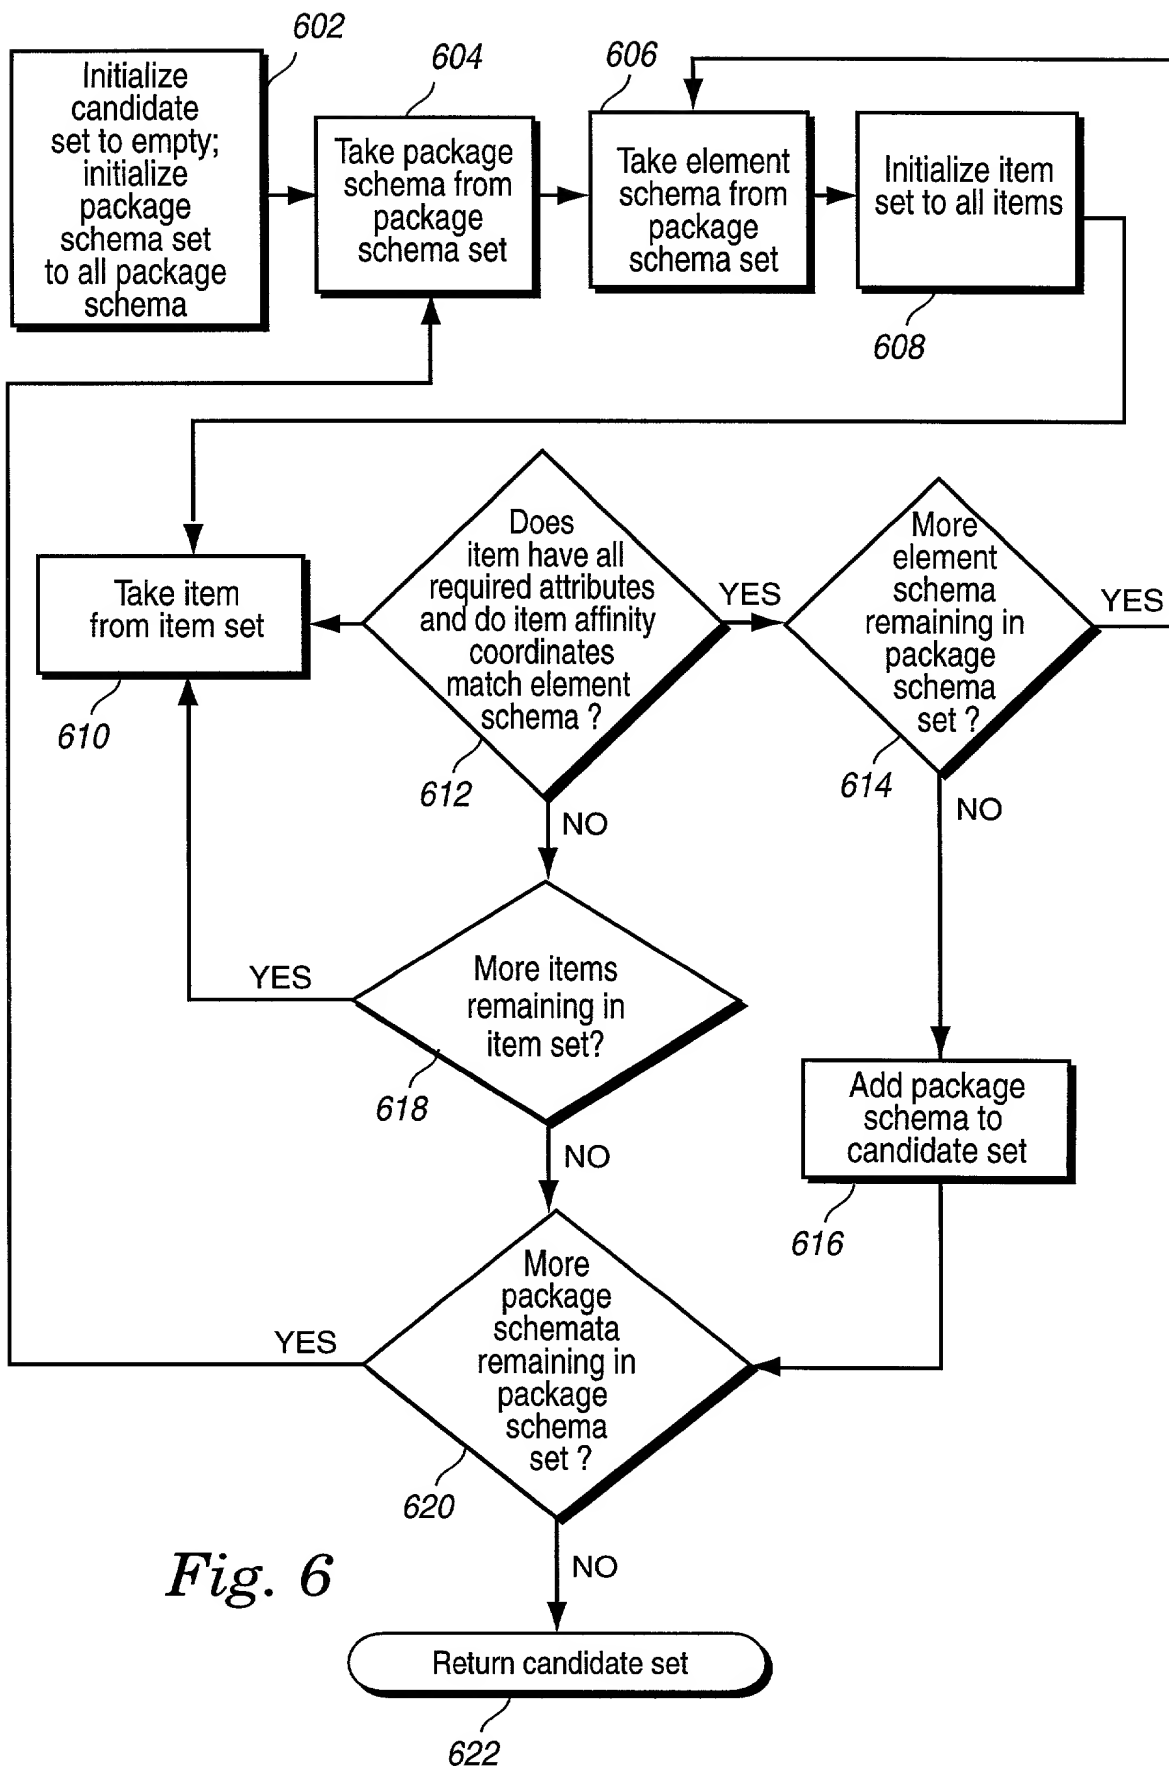 602
Initialize
candidate
set to empty;
initialize
package
schema set
to all package
schema
604
Take package
schema from
package
schema set
606
Take element
schema from
package
schema set
Initialize item
set to all items
608
Take item
from item set
610
Does
item have all
required attributes
and do item affinity
coordinates
match element
schema ?
612
YES
NO
More
element
schema
remaining in
package
schema
set ?
614
YES
NO
More items
remaining in
item set?
618
YES
NO
Add package
schema to
candidate set
616
More
package
schemata
remaining in
package
schema
set ?
620
YES
NO
Fig. 6
Return candidate set
622